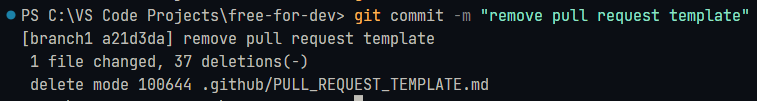 PS C:\VS Code Projects\free-for-dev> git commit -m "remove pull request template"
[branch1 a21d3da] remove pull request template
1 file changed, 37 deletions(-)
delete mode 100644 .github/PULL_REQUEST_TEMPLATE.md